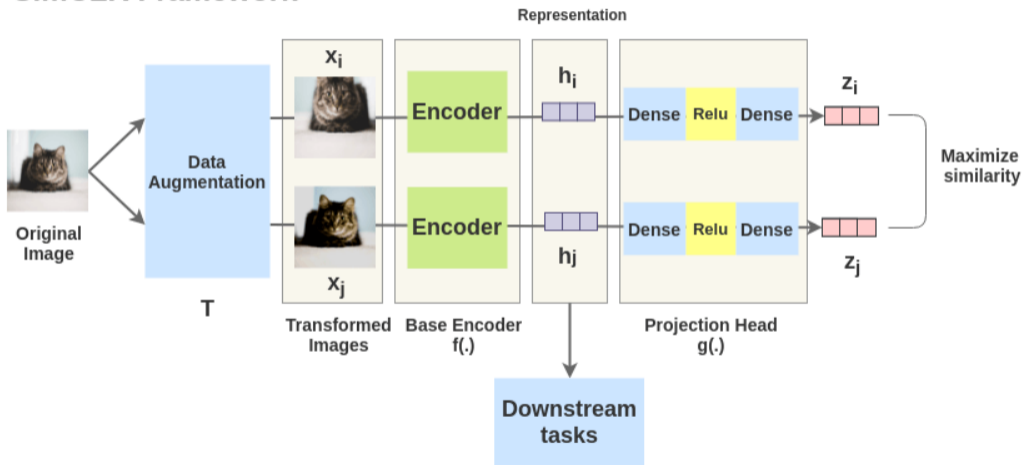 Representation
x_i
h_i
z_i
Encoder
Dense Relu Dense
Data
Augmentation
Maximize
similarity
Original
Image
Encoder
Dense Relu Dense
h_j
z_j
x_j
T
Transformed
Images
Base Encoder
f(.)
Projection Head
g(.)
Downstream
tasks